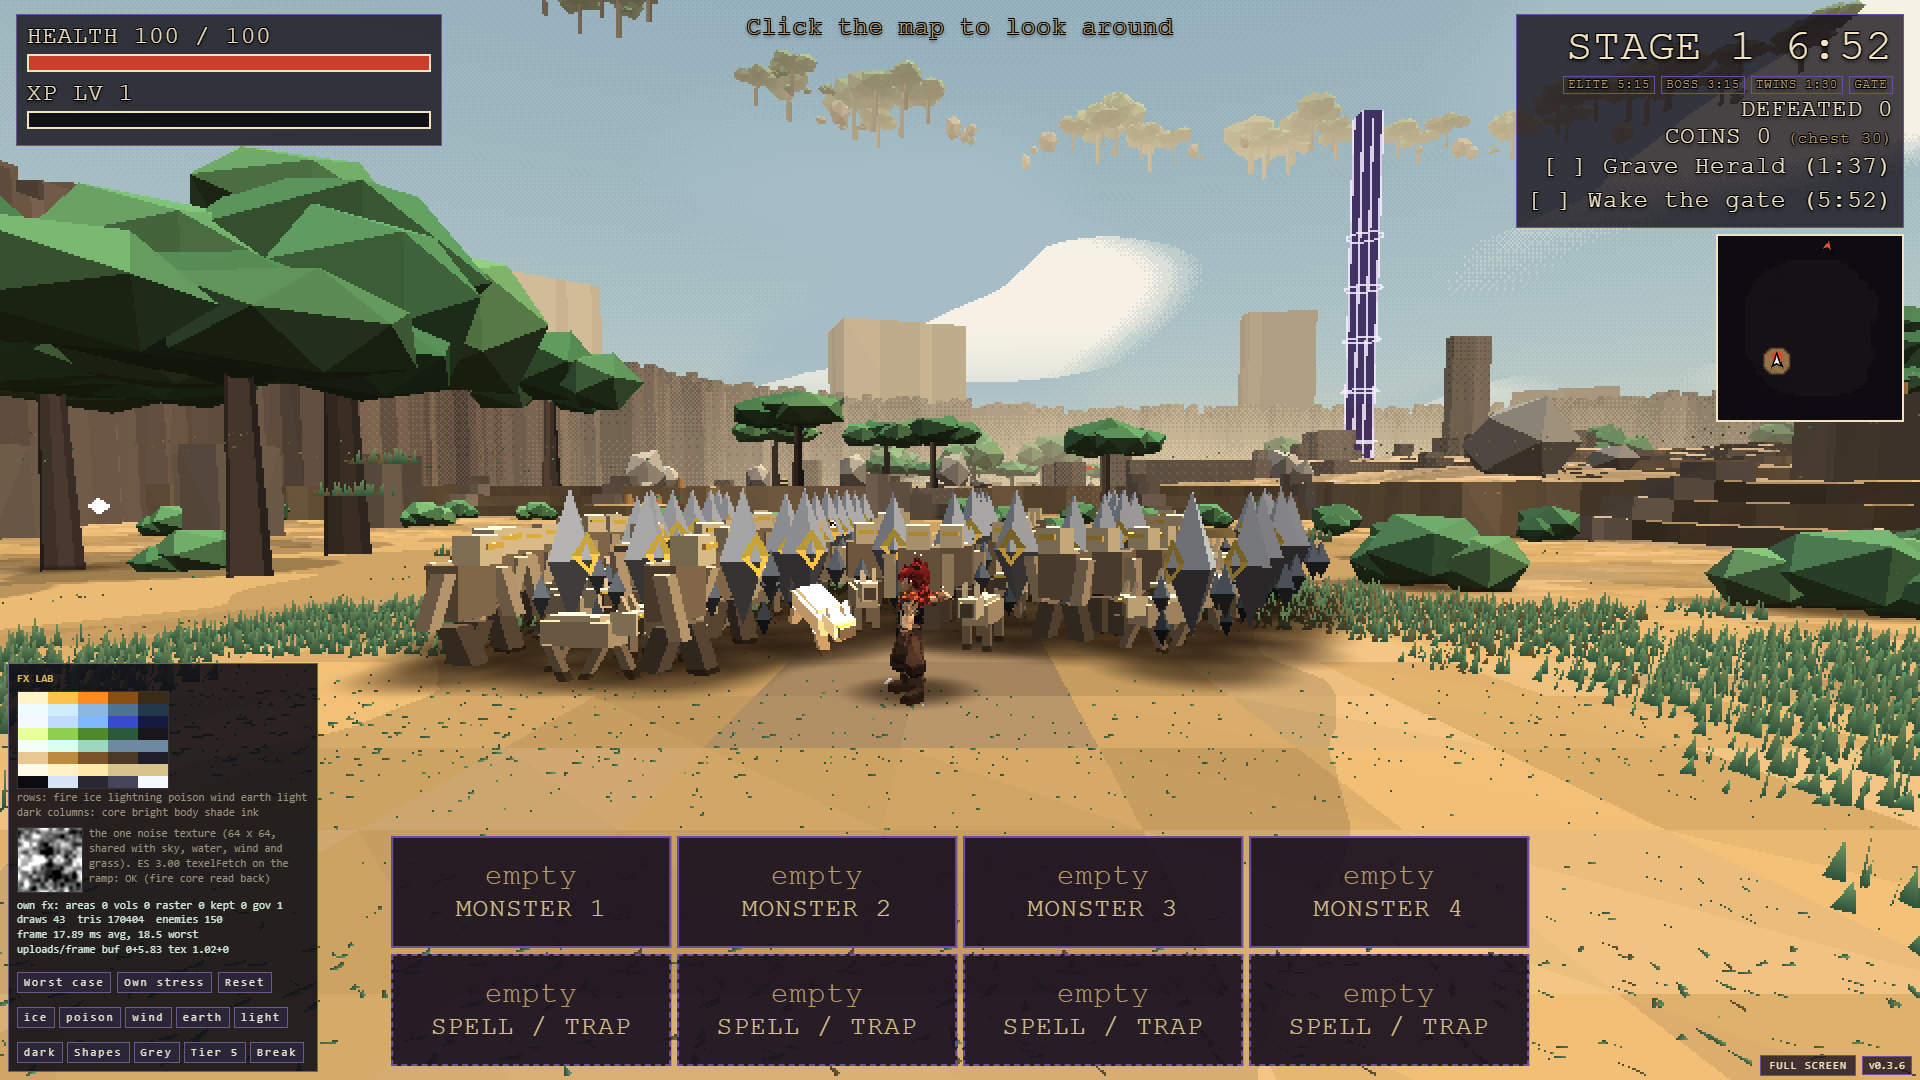 HEALTH 100 / 100
XP LV 1
Click the map to look around
STAGE 1 6:52
ELITE 5:15 BOSS 3:15 TWINS 1:30 GATE
DEFEATED 0
COINS 0 (chest 30)
[ ] Grave Herald (1:37)
[ ] Wake the gate (5:52)
FX LAB
rows: fire ice lightning poison wind earth light
dark columns: core bright body shade ink
the one noise texture (64 x 64,
shared with sky, water, wind and
grass). ES 3.00 texelFetch on the
ramp: OK (fire core read back)
own fx: areas 0 vols 0 raster 0 kept 0 gov 1
draws 43 tris 170404 enemies 150
frame 17.89 ms avg, 18.5 worst
uploads/frame buf 0+5.83 tex 1.02+0
Worst case Own stress Reset
ice poison wind earth light
dark Shapes Grey Tier 5 Break
empty empty empty empty
MONSTER 1 MONSTER 2 MONSTER 3 MONSTER 4
empty empty empty empty
SPELL / TRAP SPELL / TRAP SPELL / TRAP SPELL / TRAP
FULL SCREEN v0.3.6